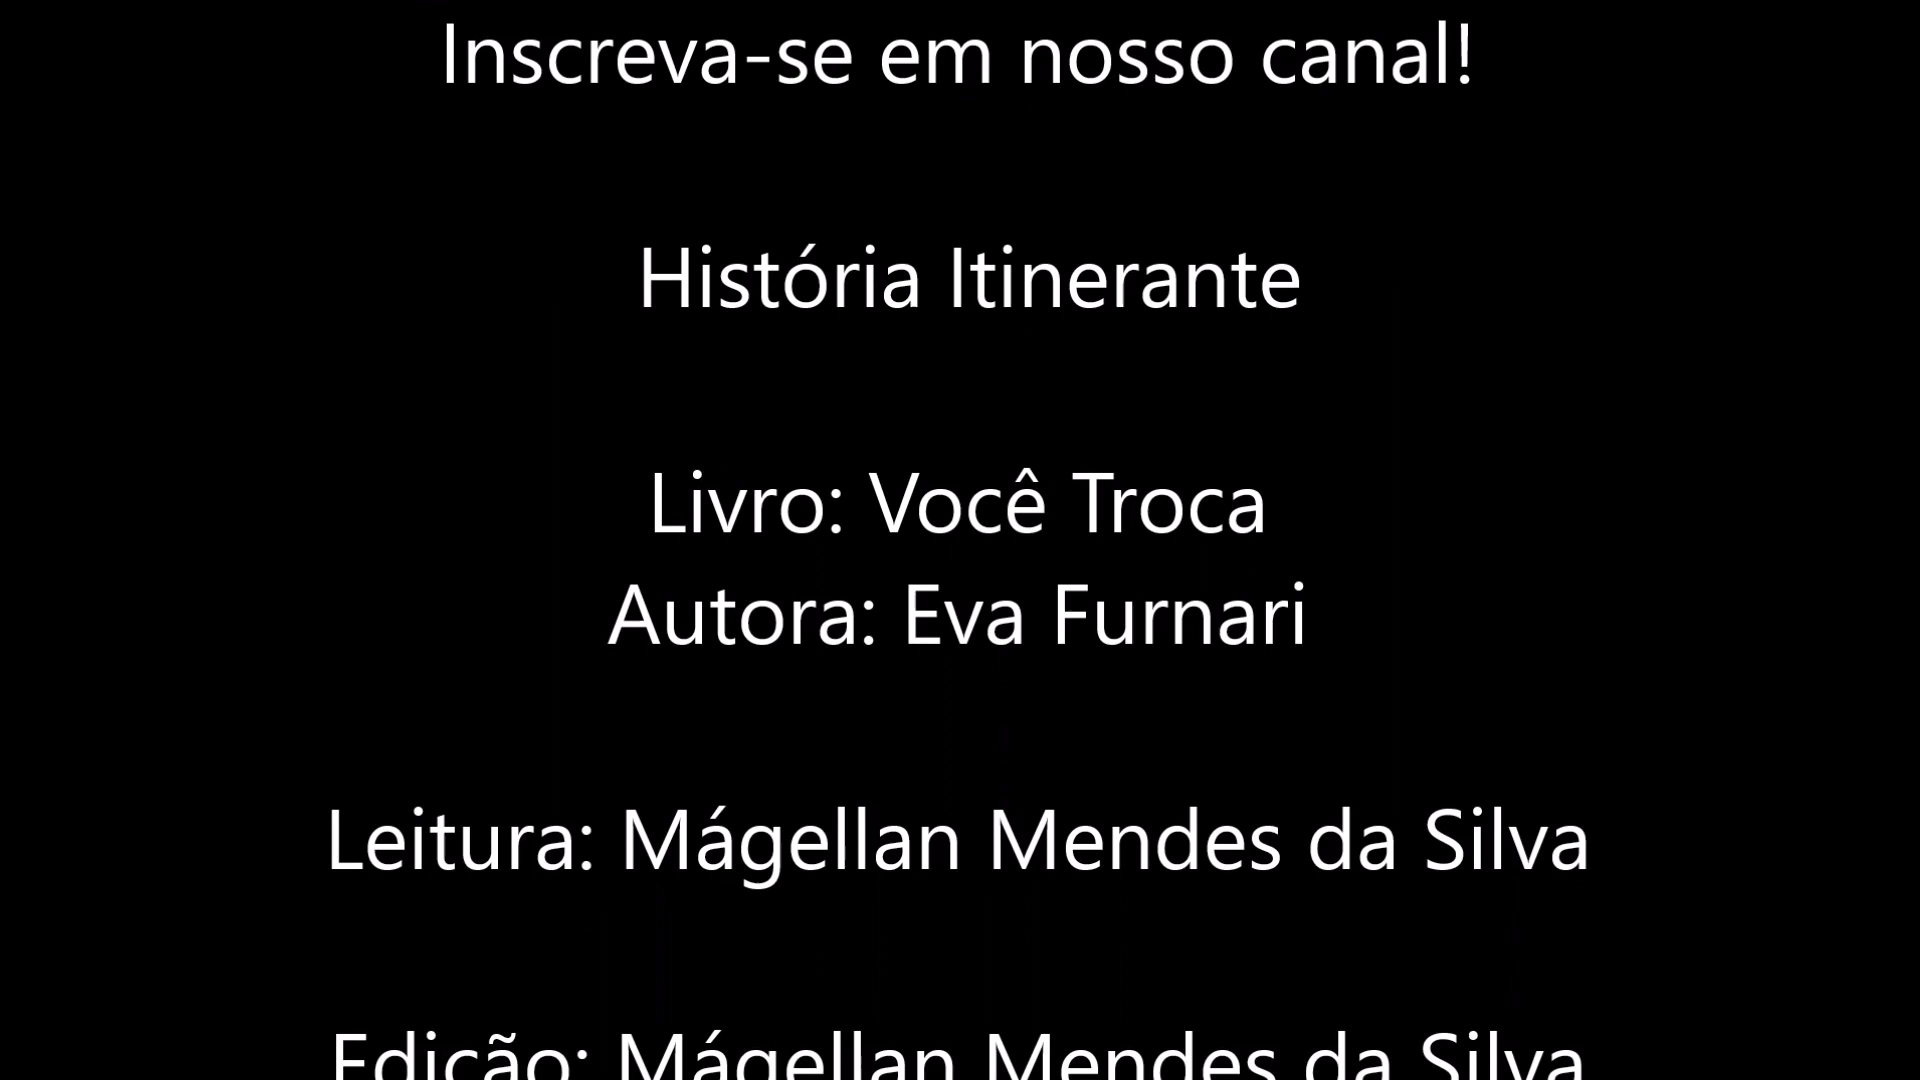 Inscreva-se em nosso canal!
História Itinerante
Livro: Você Troca
Autora: Eva Furnari
Leitura: Mágellan Mendes da Silva
Edição: Mágellan Mendes da Silva